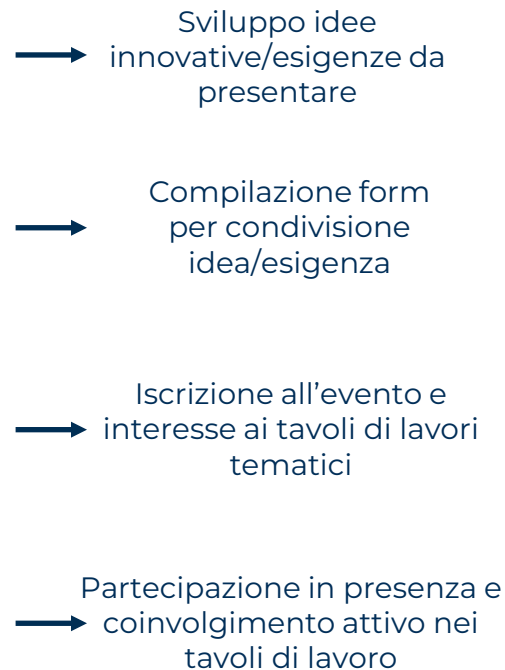 Sviluppo idee
innovative/esigenze da
presentare
Compilazione form
per condivisione
idea/esigenza
Iscrizione all’evento e
interesse ai tavoli di lavori
tematici
Partecipazione in presenza e
coinvolgimento attivo nei
tavoli di lavoro